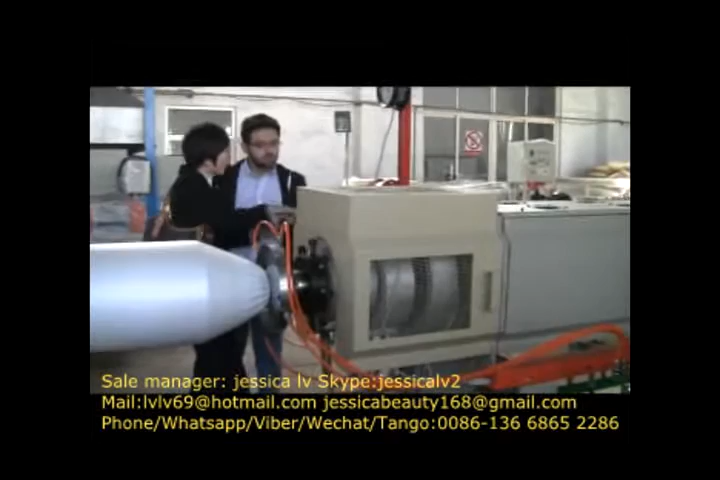 Sale manager: jessica lv Skype:jessicalv2
Mail:lvlv69@hotmail.com jessicabeauty168@gmail.com
Phone/Whatsapp/Viber/Wechat/Tango:0086-136 6865 2286